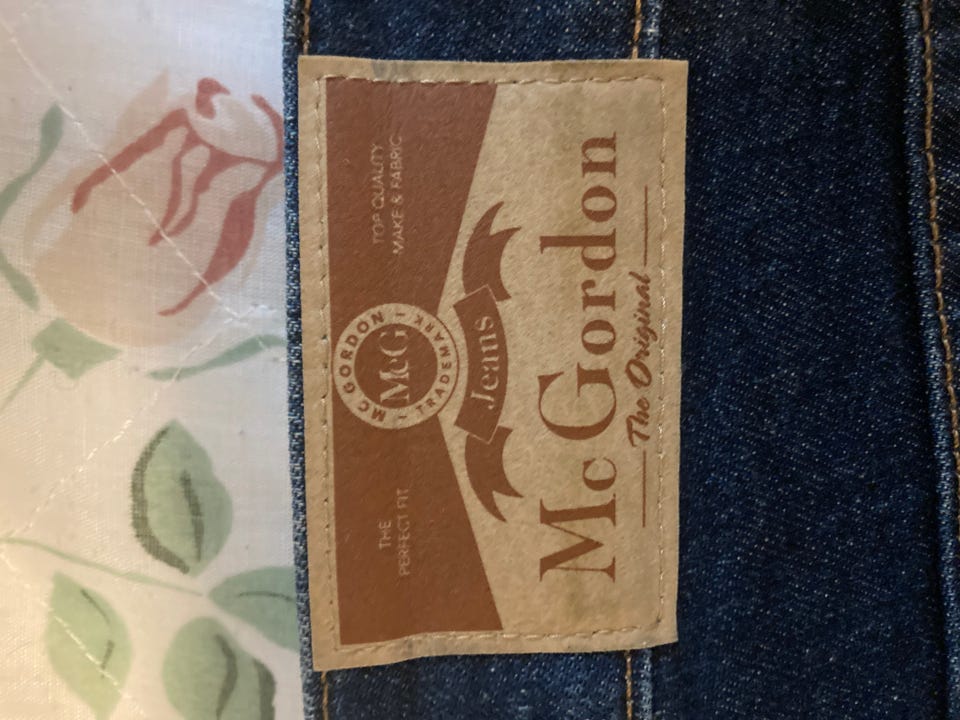 THE
PERFECT FIT
MC GORDON
McG
– TRADEMARK –
TOP QUALITY
MAKE & FABRIC
Jeans
McGordon
The Original